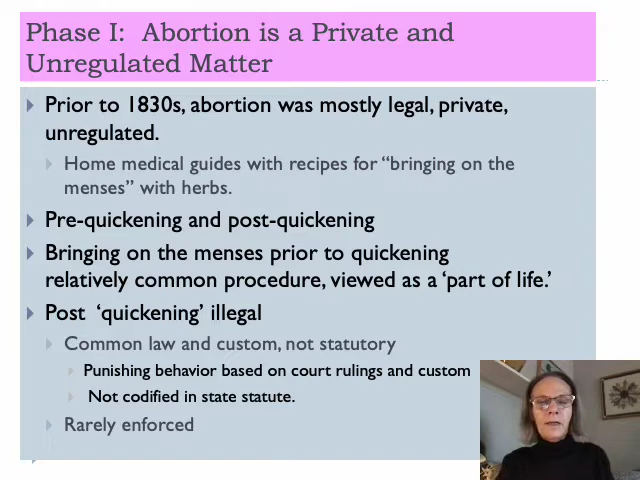 Phase I:  Abortion is a Private and
Unregulated Matter
Prior to 1830s, abortion was mostly legal, private,
unregulated.
Home medical guides with recipes for “bringing on the
menses” with herbs.
Pre-quickening and post-quickening
Bringing on the menses prior to quickening
relatively common procedure, viewed as a ‘part of life.’
Post  ‘quickening’ illegal
Common law and custom, not statutory
Punishing behavior based on court rulings and custom
Not codified in state statute.
Rarely enforced